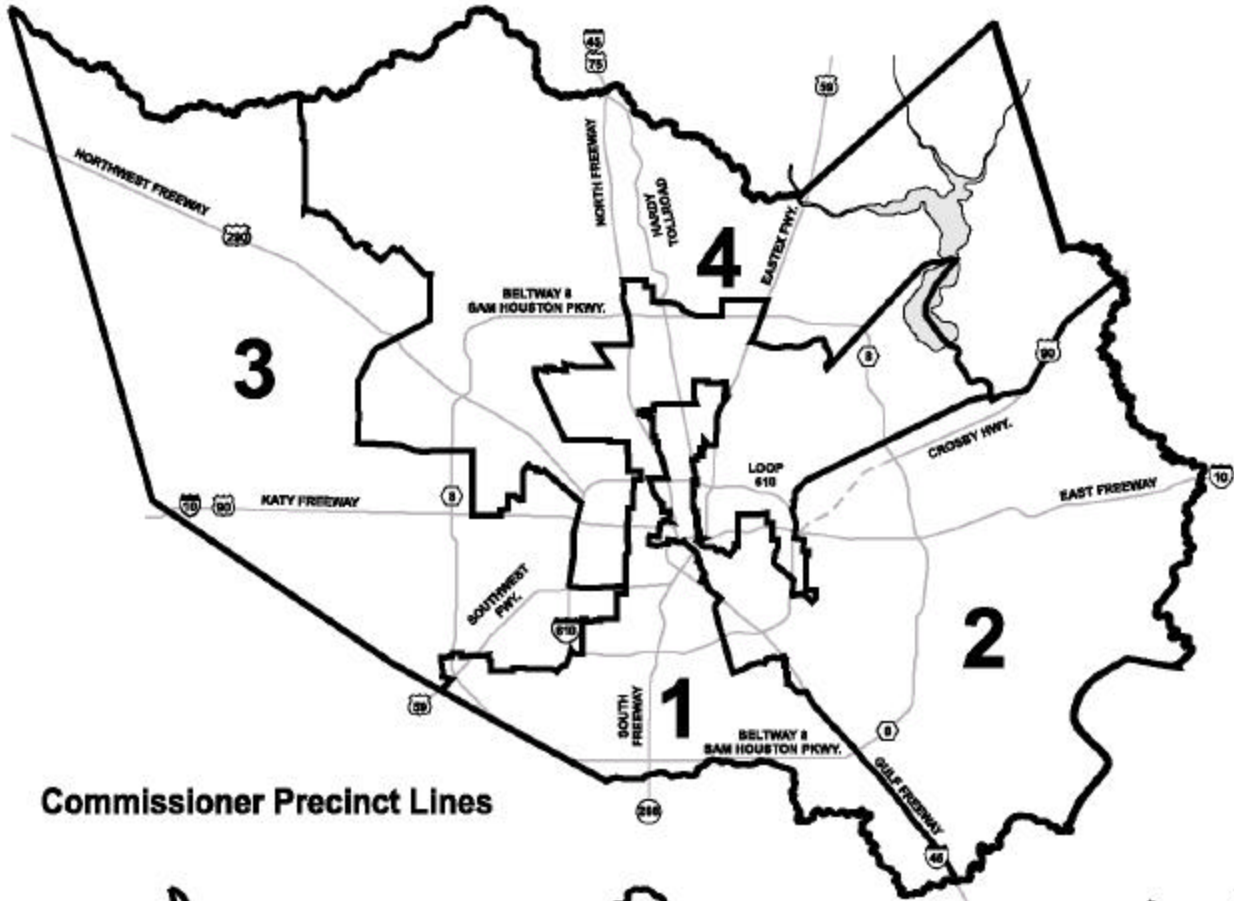 45
75
59
NORTHWEST FREEWAY
290
NORTH FREEWAY
HARDY
TOLLROAD
4
EASTEX FWY.
BELTWAY 8
SAM HOUSTON PKWY.
3
8
90
CROSBY HWY.
LOOP
610
10
90
KATY FREEWAY
8
EAST FREEWAY
10
SOUTHWEST
FWY.
610
2
59
1
SOUTH
FREEWAY
8
BELTWAY 8
SAM HOUSTON PKWY.
GULF FREEWAY
Commissioner Precinct Lines
288
45